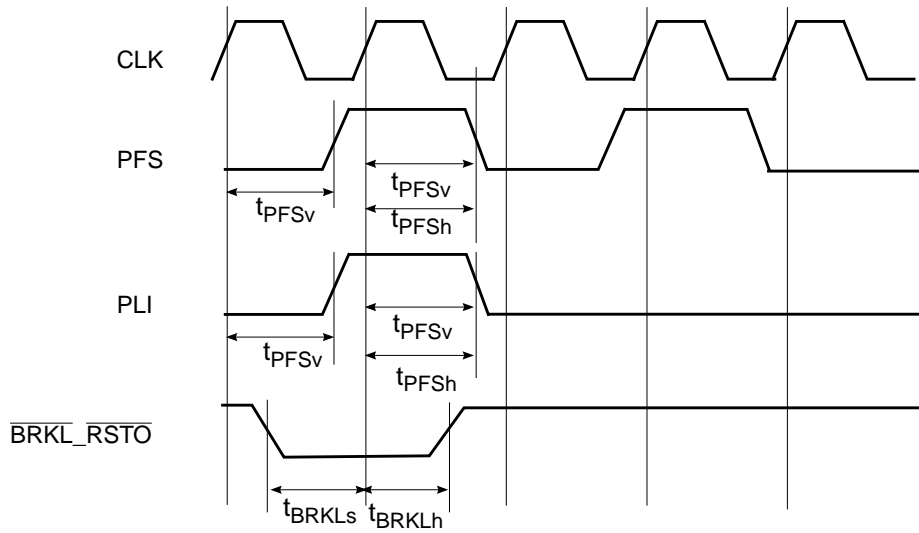 CLK
PFS
tPFSv
tPFSv
tPFSh
PLI
tPFSv
tPFSv
tPFSh
BRKL_RSTO
tBRKLs
tBRKLh